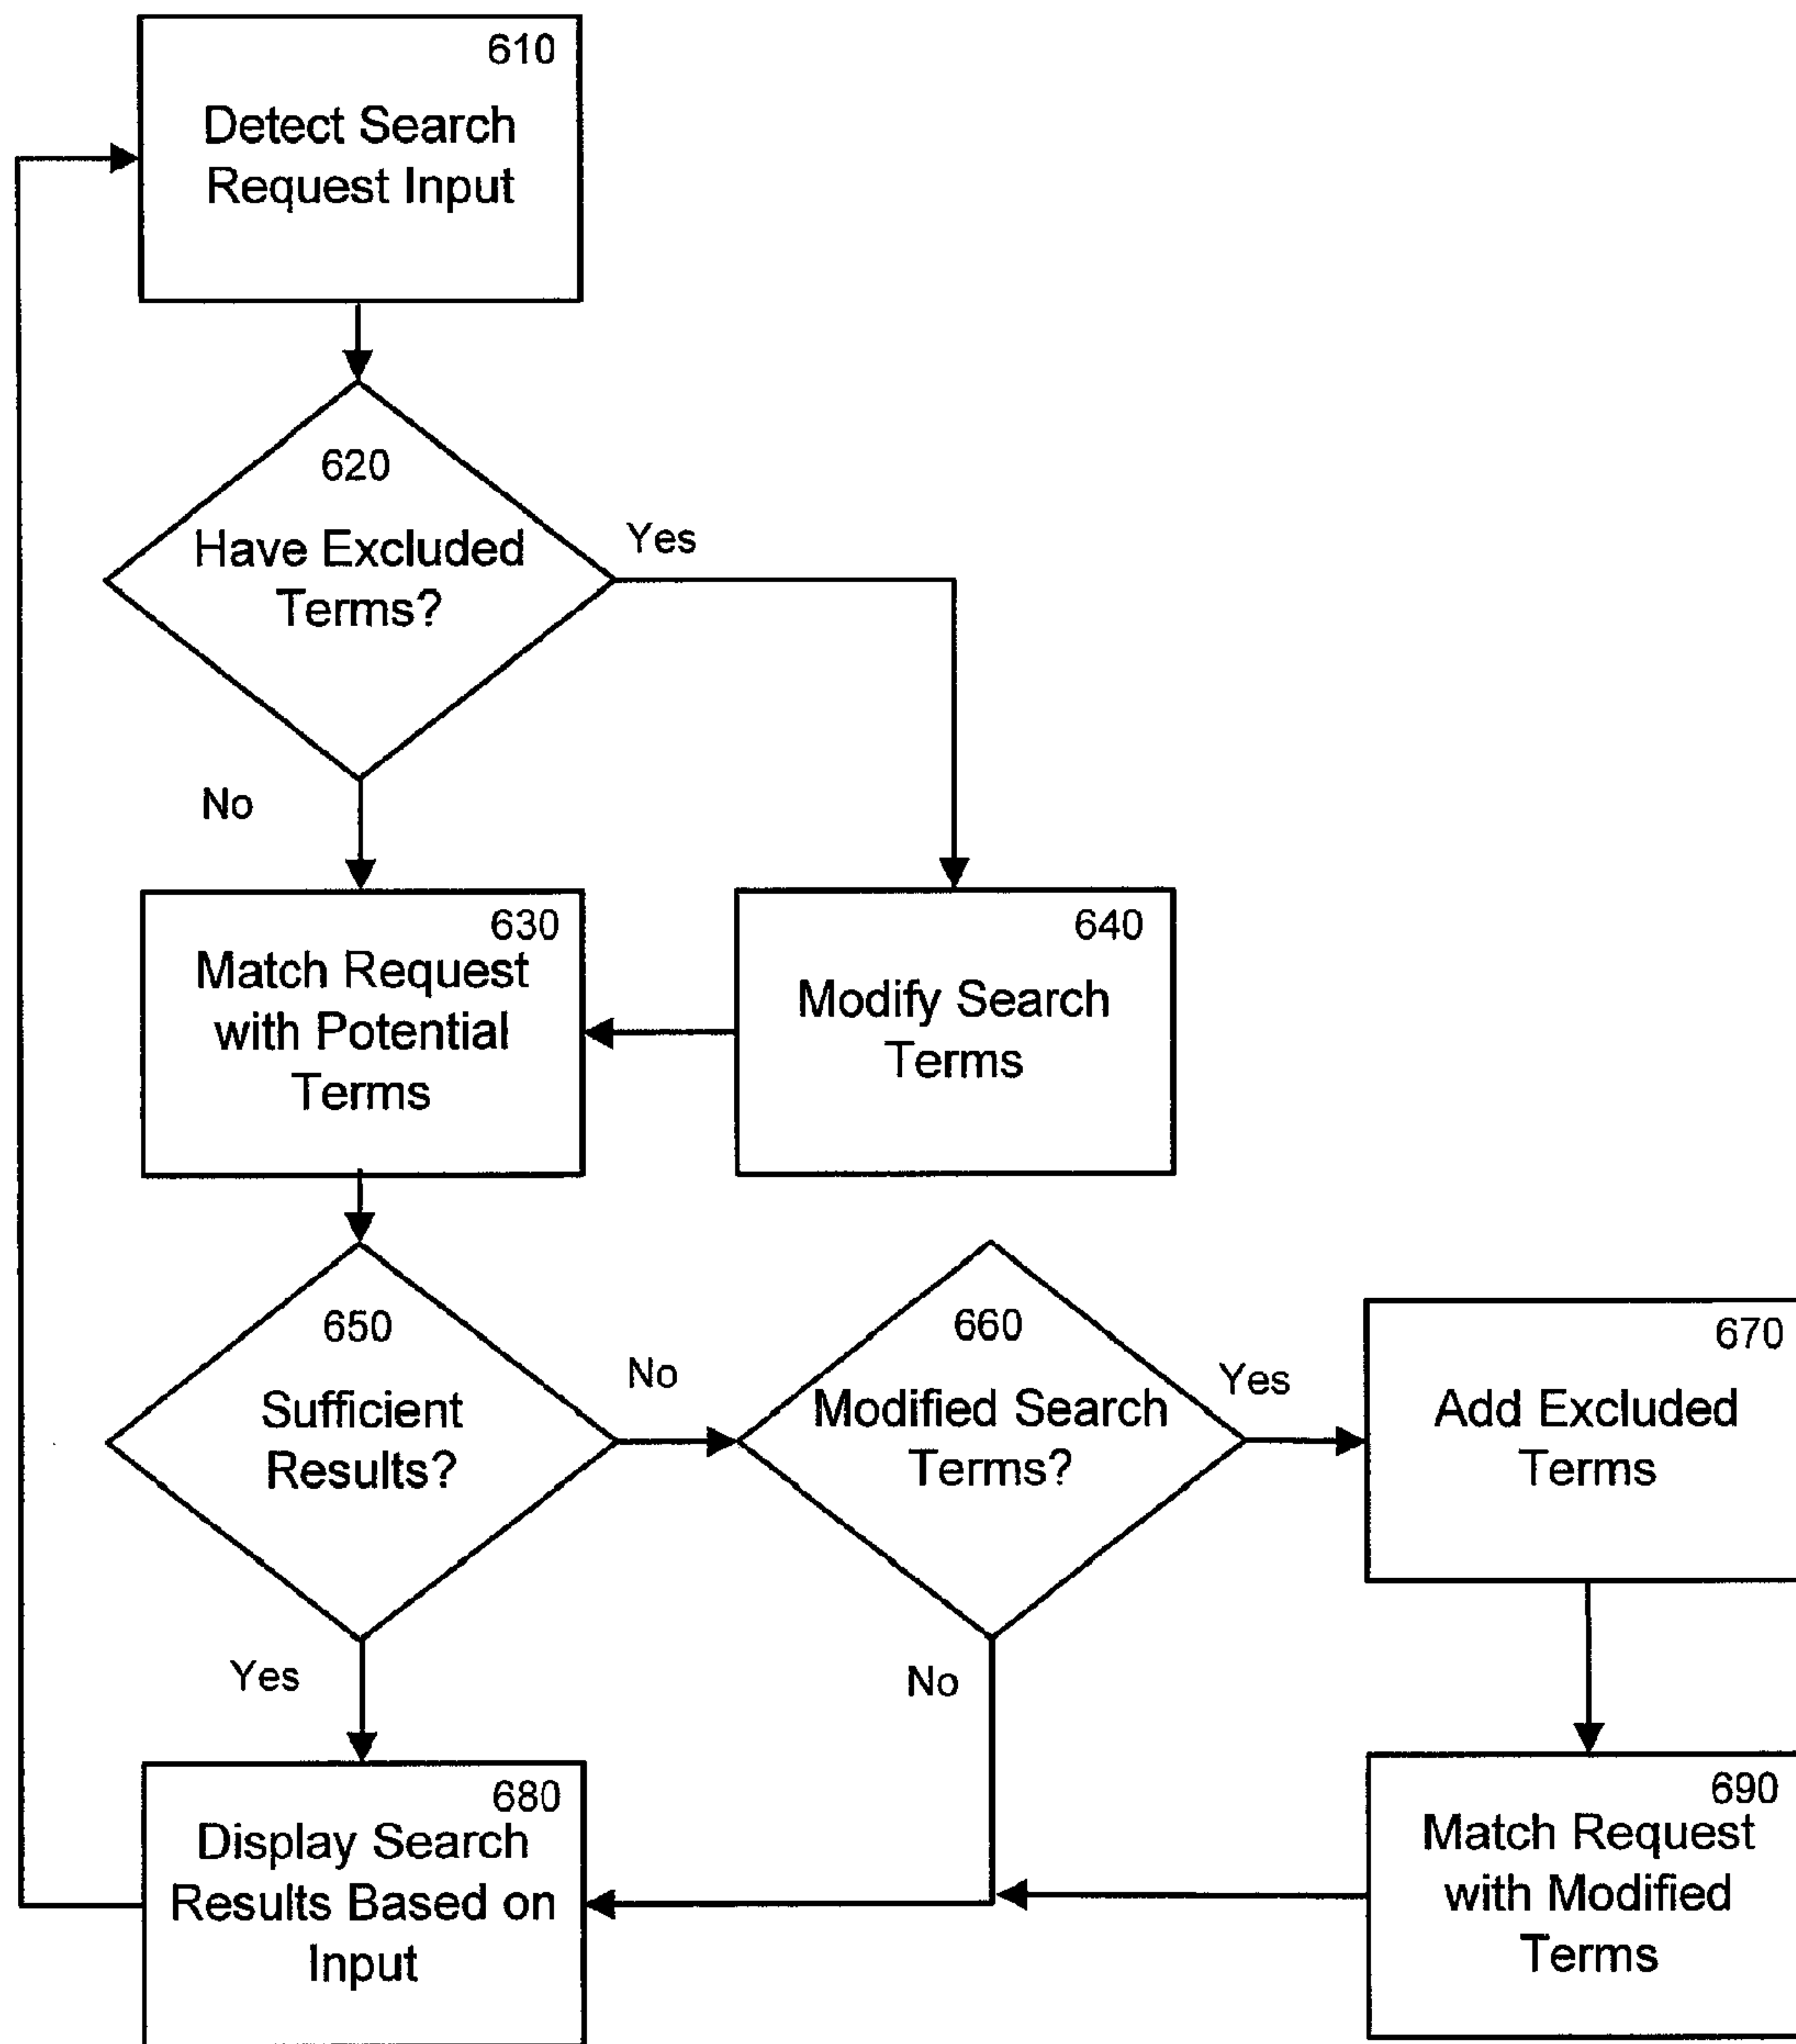 610
Detect Search
Request Input
620
Have Excluded
Terms?
Yes
No
630
Match Request
with Potential
Terms
640
Modify Search
Terms
650
Sufficient
Results?
No
660
Modified Search
Terms?
Yes
670
Add Excluded
Terms
Yes
No
680
Display Search
Results Based on
Input
690
Match Request
with Modified
Terms